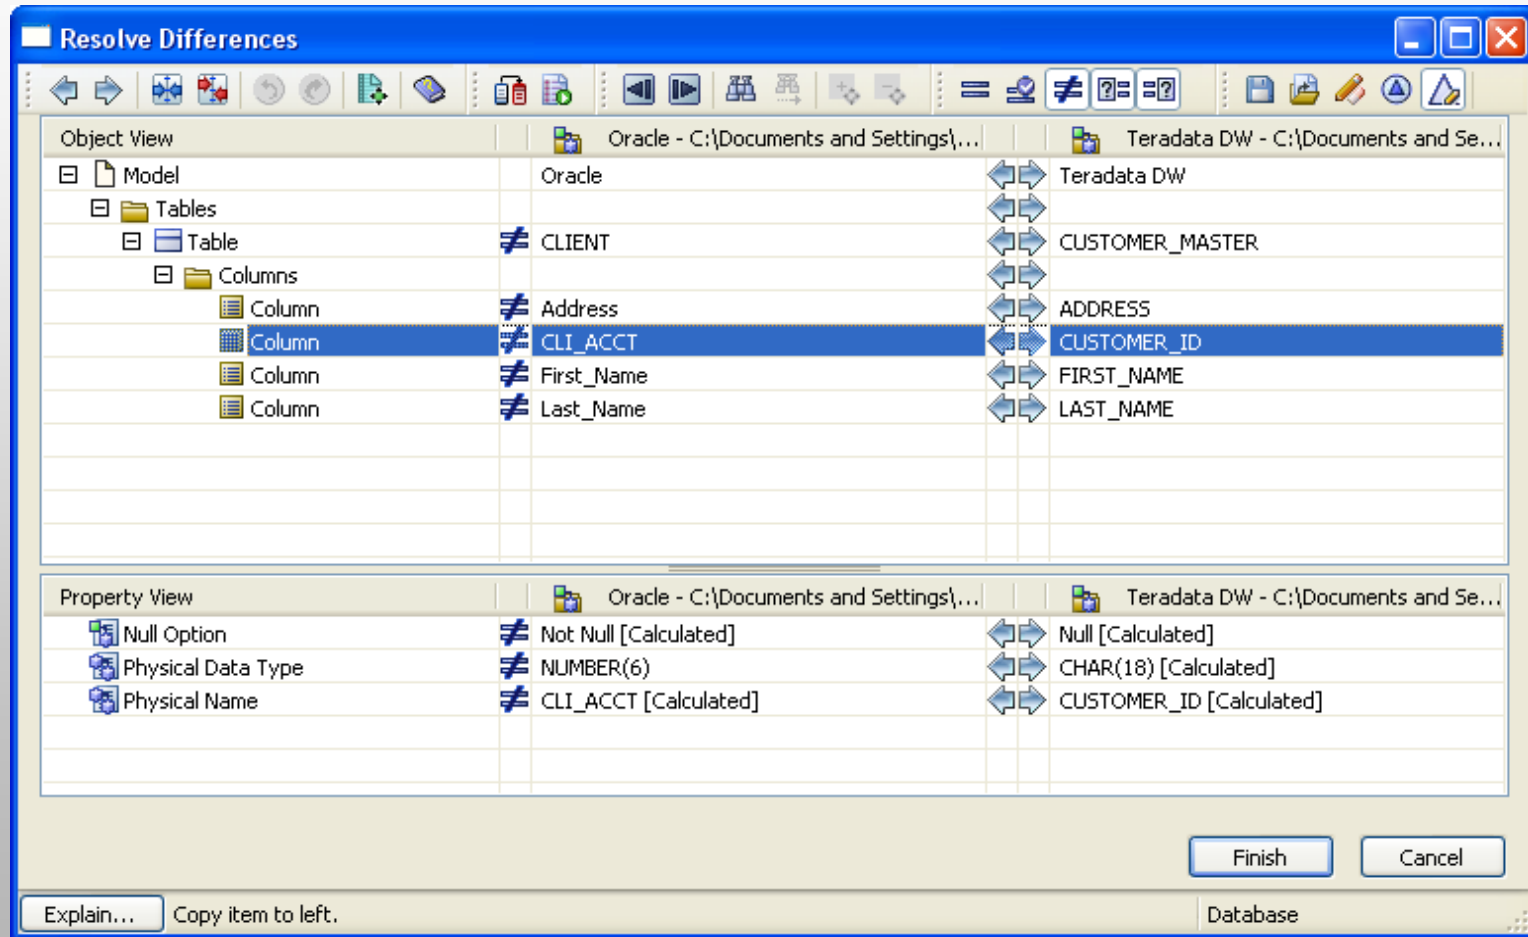 Resolve Differences
Object View Oracle - C:\Documents and Settings\... Teradata DW - C:\Documents and Se...
Model Oracle Teradata DW
Tables
Table CLIENT CUSTOMER_MASTER
Columns
Column Address ADDRESS
Column CLI_ACCT CUSTOMER_ID
Column First_Name FIRST_NAME
Column Last_Name LAST_NAME
Property View Oracle - C:\Documents and Settings\... Teradata DW - C:\Documents and Se...
Null Option Not Null [Calculated] Null [Calculated]
Physical Data Type NUMBER(6) CHAR(18) [Calculated]
Physical Name CLI_ACCT [Calculated] CUSTOMER_ID [Calculated]
Finish Cancel
Explain... Copy item to left. Database